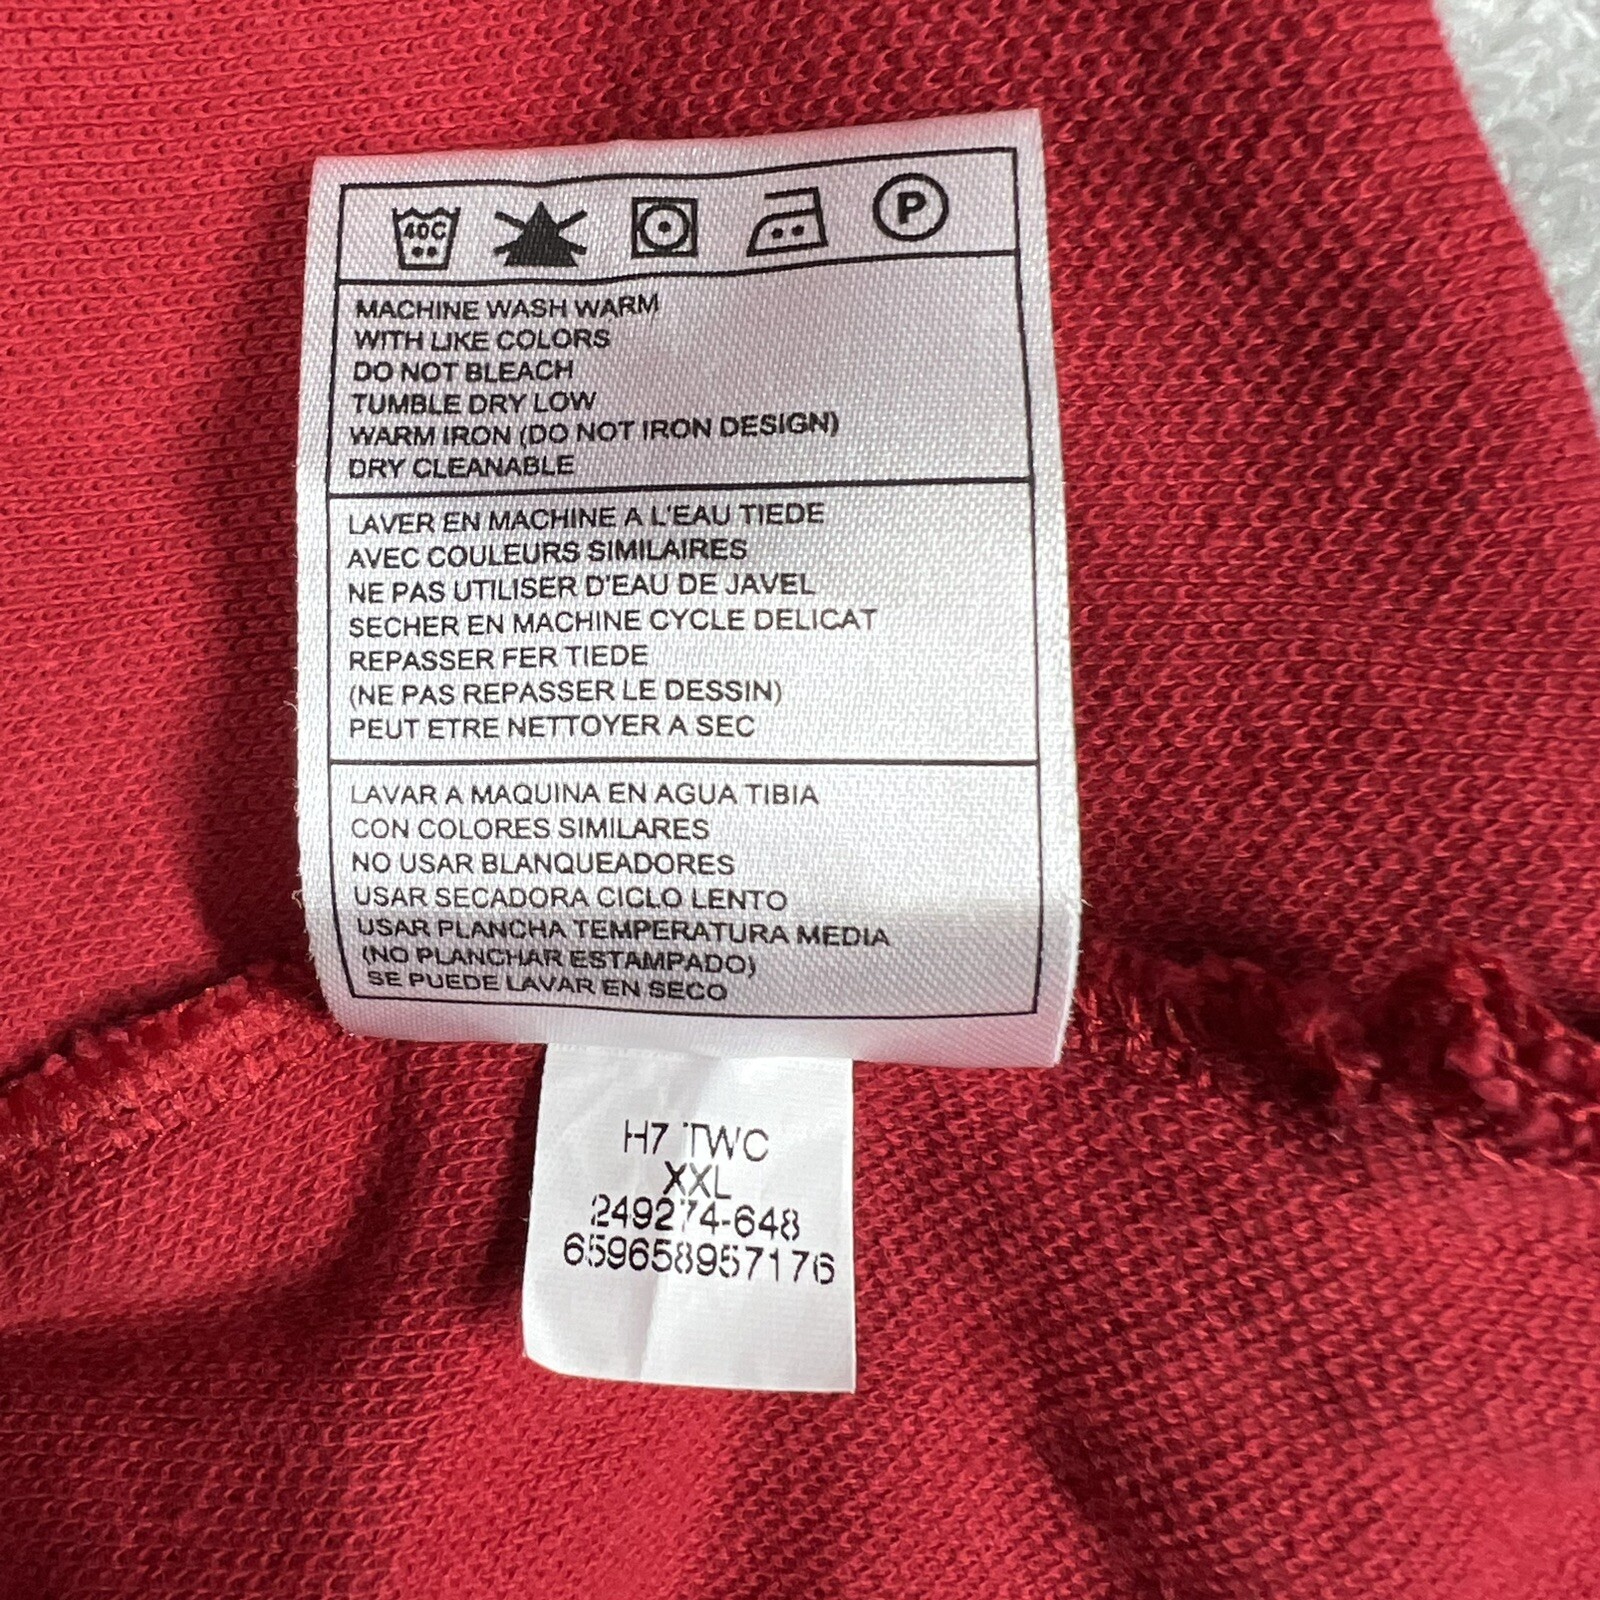 40C
P
MACHINE WASH WARM
WITH LIKE COLORS
DO NOT BLEACH
TUMBLE DRY LOW
WARM IRON (DO NOT IRON DESIGN)
DRY CLEANABLE
LAVER EN MACHINE A L'EAU TIEDE
AVEC COULEURS SIMILAIRES
NE PAS UTILISER D'EAU DE JAVEL
SECHER EN MACHINE CYCLE DELICAT
REPASSER FER TIEDE
(NE PAS REPASSER LE DESSIN)
PEUT ETRE NETTOYER A SEC
LAVAR A MAQUINA EN AGUA TIBIA
CON COLORES SIMILARES
NO USAR BLANQUEADORES
USAR SECADORA CICLO LENTO
USAR PLANCHA TEMPERATURA MEDIA
(NO PLANCHAR ESTAMPADO)
SE PUEDE LAVAR EN SECO
H7 TWC
XXL
249274-648
659658957176